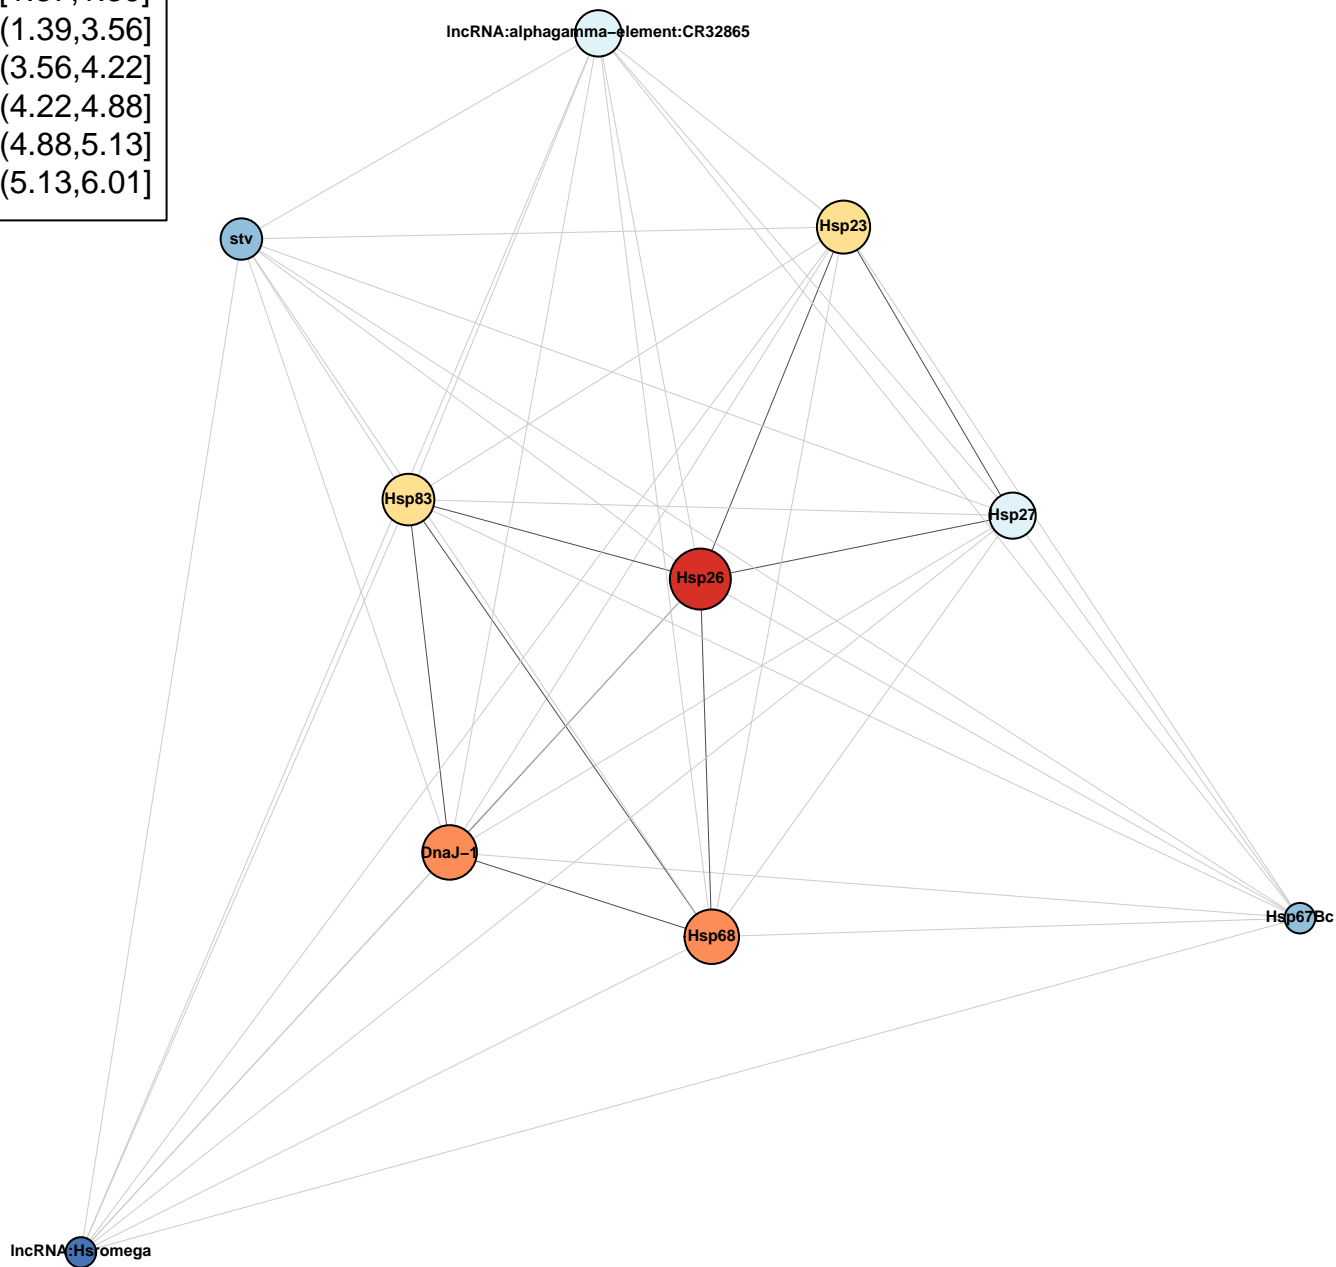 (1.39,3.56]
(3.56,4.22]
(4.22,4.88]
(4.88,5.13]
(5.13,6.01]
lncRNA:alphagamma−element:CR32865
Hsp23
stv
Hsp83
Hsp27
Hsp26
DnaJ−1
Hsp68
Hsp67Bc
lncRNA:Hsromega